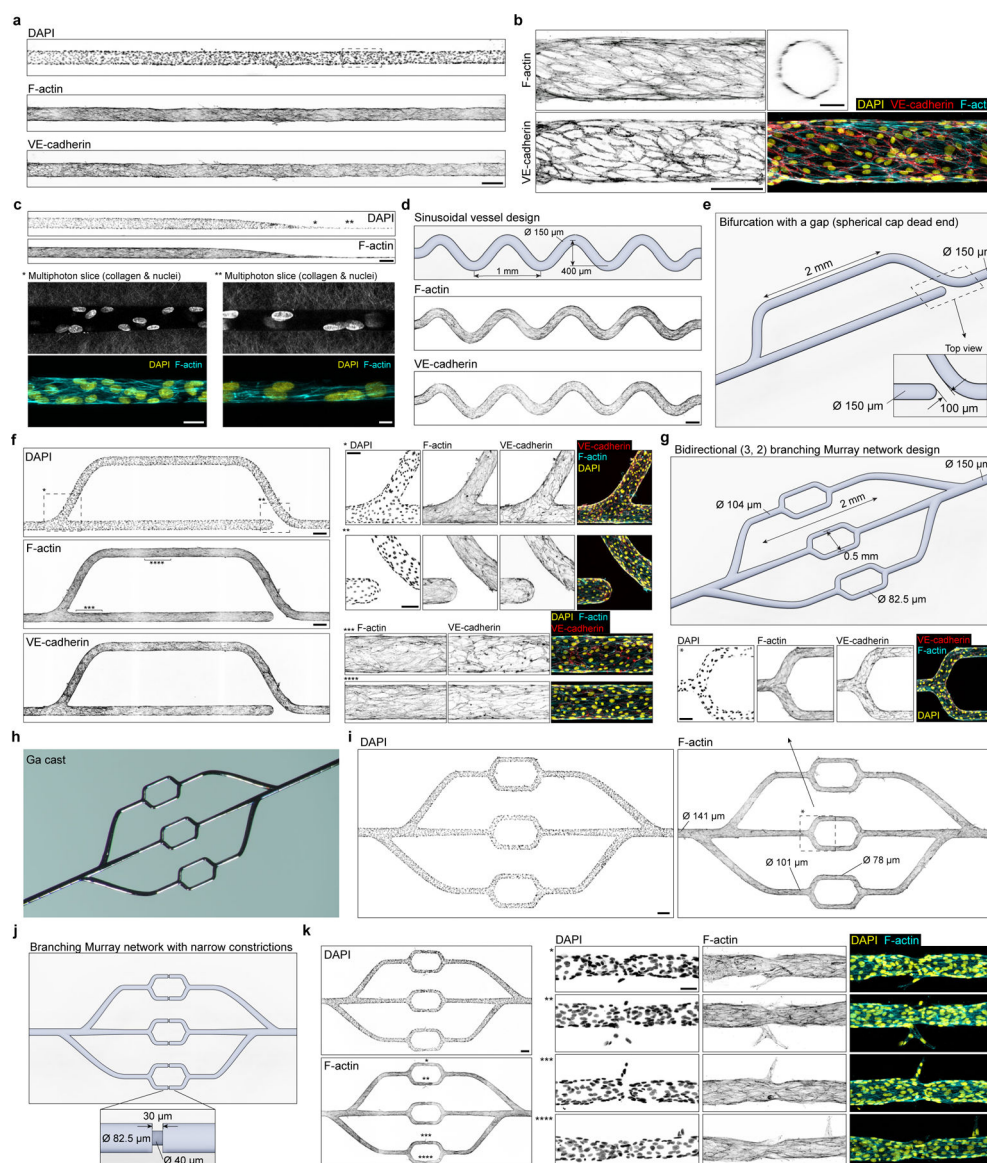 a
DAPI
F-actin
VE-cadherin
b
F-actin
VE-cadherin
DAPI VE-cadherin F-act
c
DAPI
* **
F-actin
* Multiphoton slice (collagen & nuclei)
** Multiphoton slice (collagen & nuclei)
DAPI F-actin
DAPI F-actin
d
Sinusoidal vessel design
Ø 150 µm
1 mm
400 µm
F-actin
VE-cadherin
e
Bifurcation with a gap (spherical cap dead end)
Ø 150 µm
2 mm
Top view
Ø 150 µm
100 µm
f
DAPI
* **
F-actin
****
***
VE-cadherin
* DAPI
F-actin
VE-cadherin
VE-cadherin
F-actin
DAPI
**
*** F-actin
VE-cadherin
DAPI F-actin
VE-cadherin
****
g
Bidirectional (3, 2) branching Murray network design
Ø 150 µm
Ø 104 µm
2 mm
0.5 mm
Ø 82.5 µm
DAPI
F-actin
VE-cadherin
VE-cadherin
F-actin
*
DAPI
h
Ga cast
i
DAPI
F-actin
*
Ø 141 µm
Ø 101 µm
Ø 78 µm
j
Branching Murray network with narrow constrictions
30 µm
Ø 82.5 µm
Ø 40 µm
k
DAPI
F-actin
*
**
***
****
DAPI
F-actin
DAPI F-actin
*
**
***
****